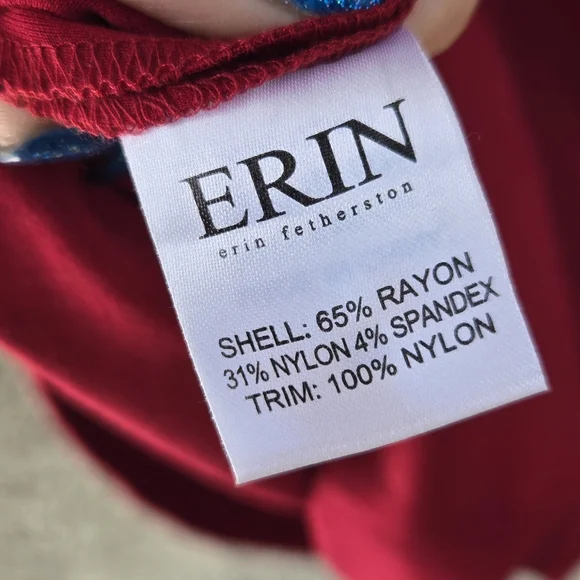 ERIN
erin fetherston
SHELL: 65% RAYON
31% NYLON 4% SPANDEX
TRIM: 100% NYLON